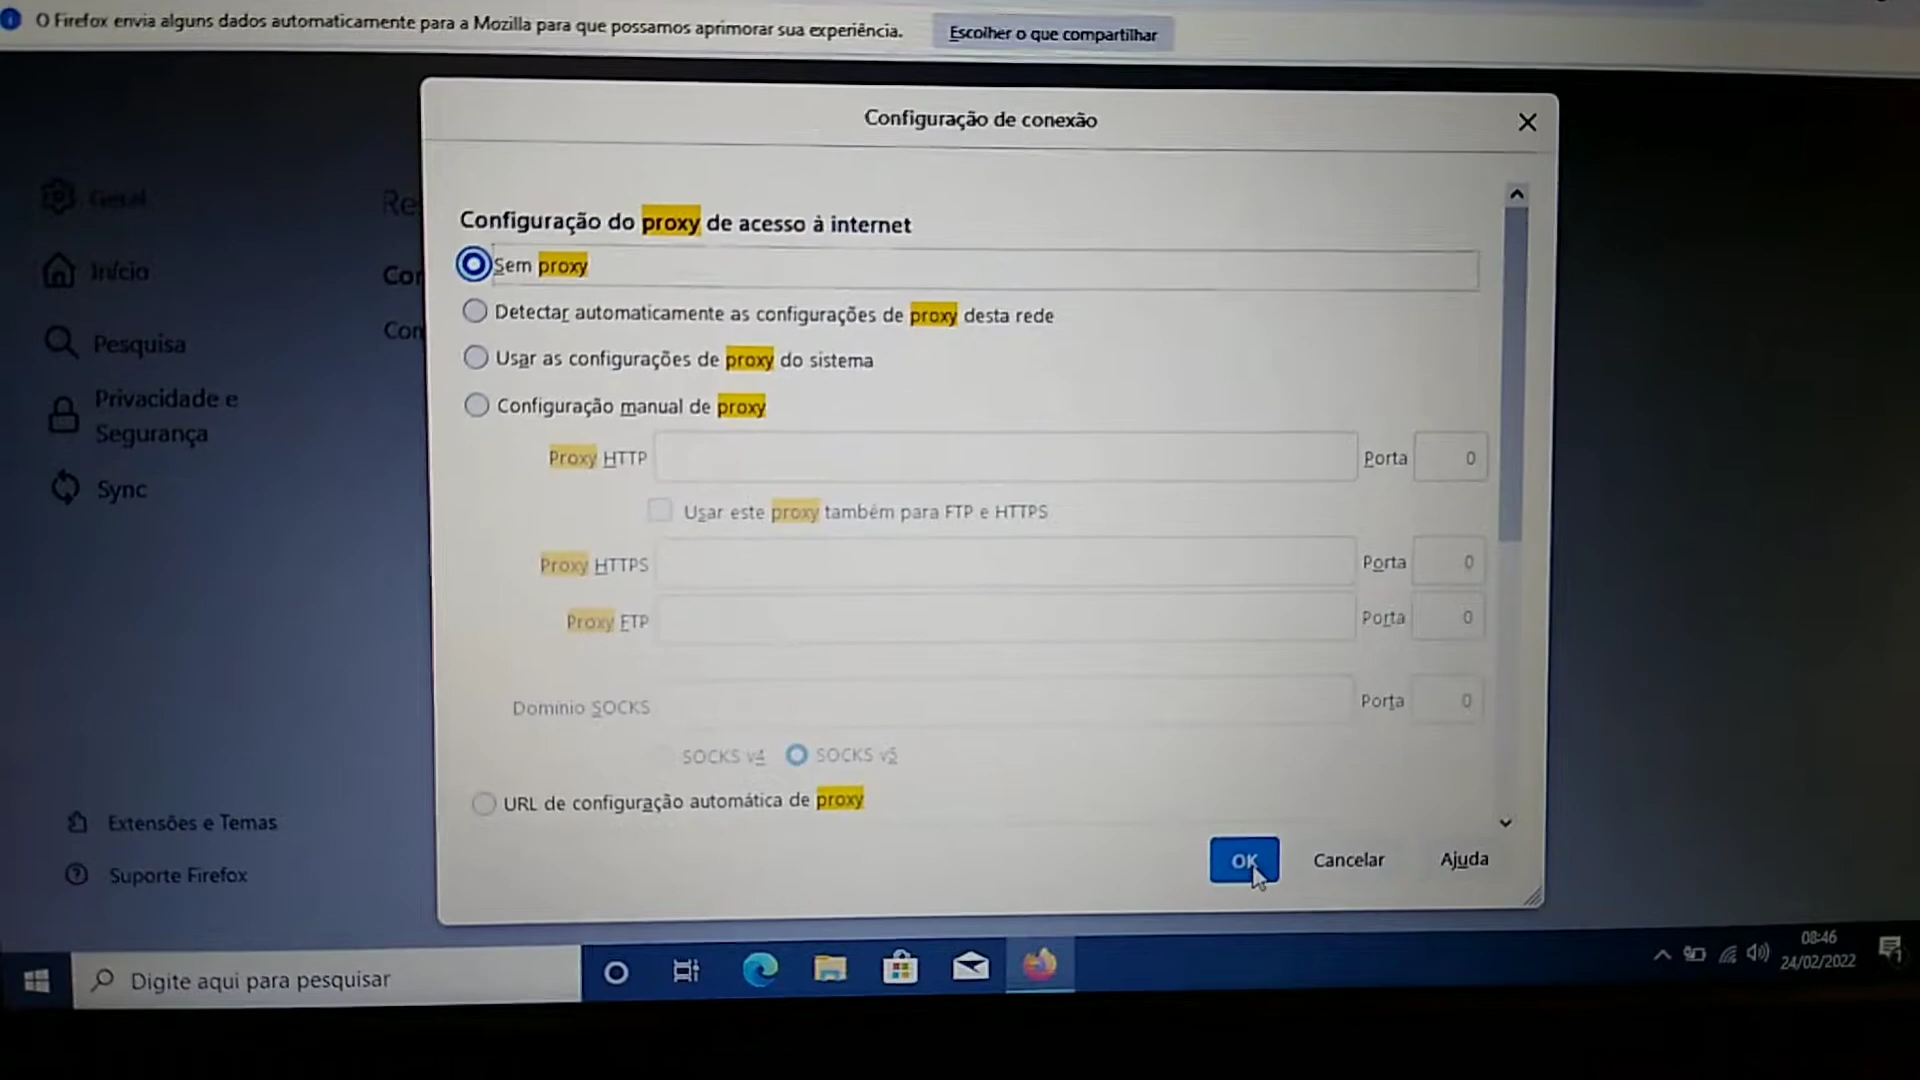 O Firefox envia alguns dados automaticamente para a Mozilla para que possamos aprimorar sua experiência.
Escolher o que compartilhar
Configuração de conexão
Geral
Início
Pesquisa
Privacidade e
Segurança
Sync
Extensões e Temas
Suporte Firefox
Re
Con
Con
Configuração do proxy de acesso à internet
Sem proxy
Detectar automaticamente as configurações de proxy desta rede
Usar as configurações de proxy do sistema
Configuração manual de proxy
Proxy HTTP
Porta 0
Usar este proxy também para FTP e HTTPS
Proxy HTTPS
Porta 0
Proxy FTP
Porta 0
Domínio SOCKS
Porta 0
SOCKS v4 SOCKS v5
URL de configuração automática de proxy
OK Cancelar Ajuda
Digite aqui para pesquisar
08:46
24/02/2022
1